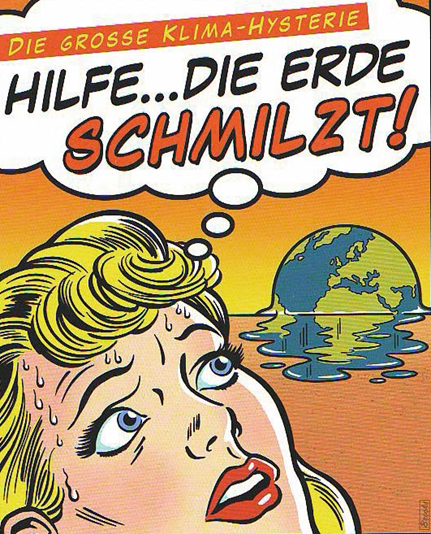 DIE GROSSE KLIMA-HYSTERIE
HILFE...DIE ERDE
SCHMILZT!